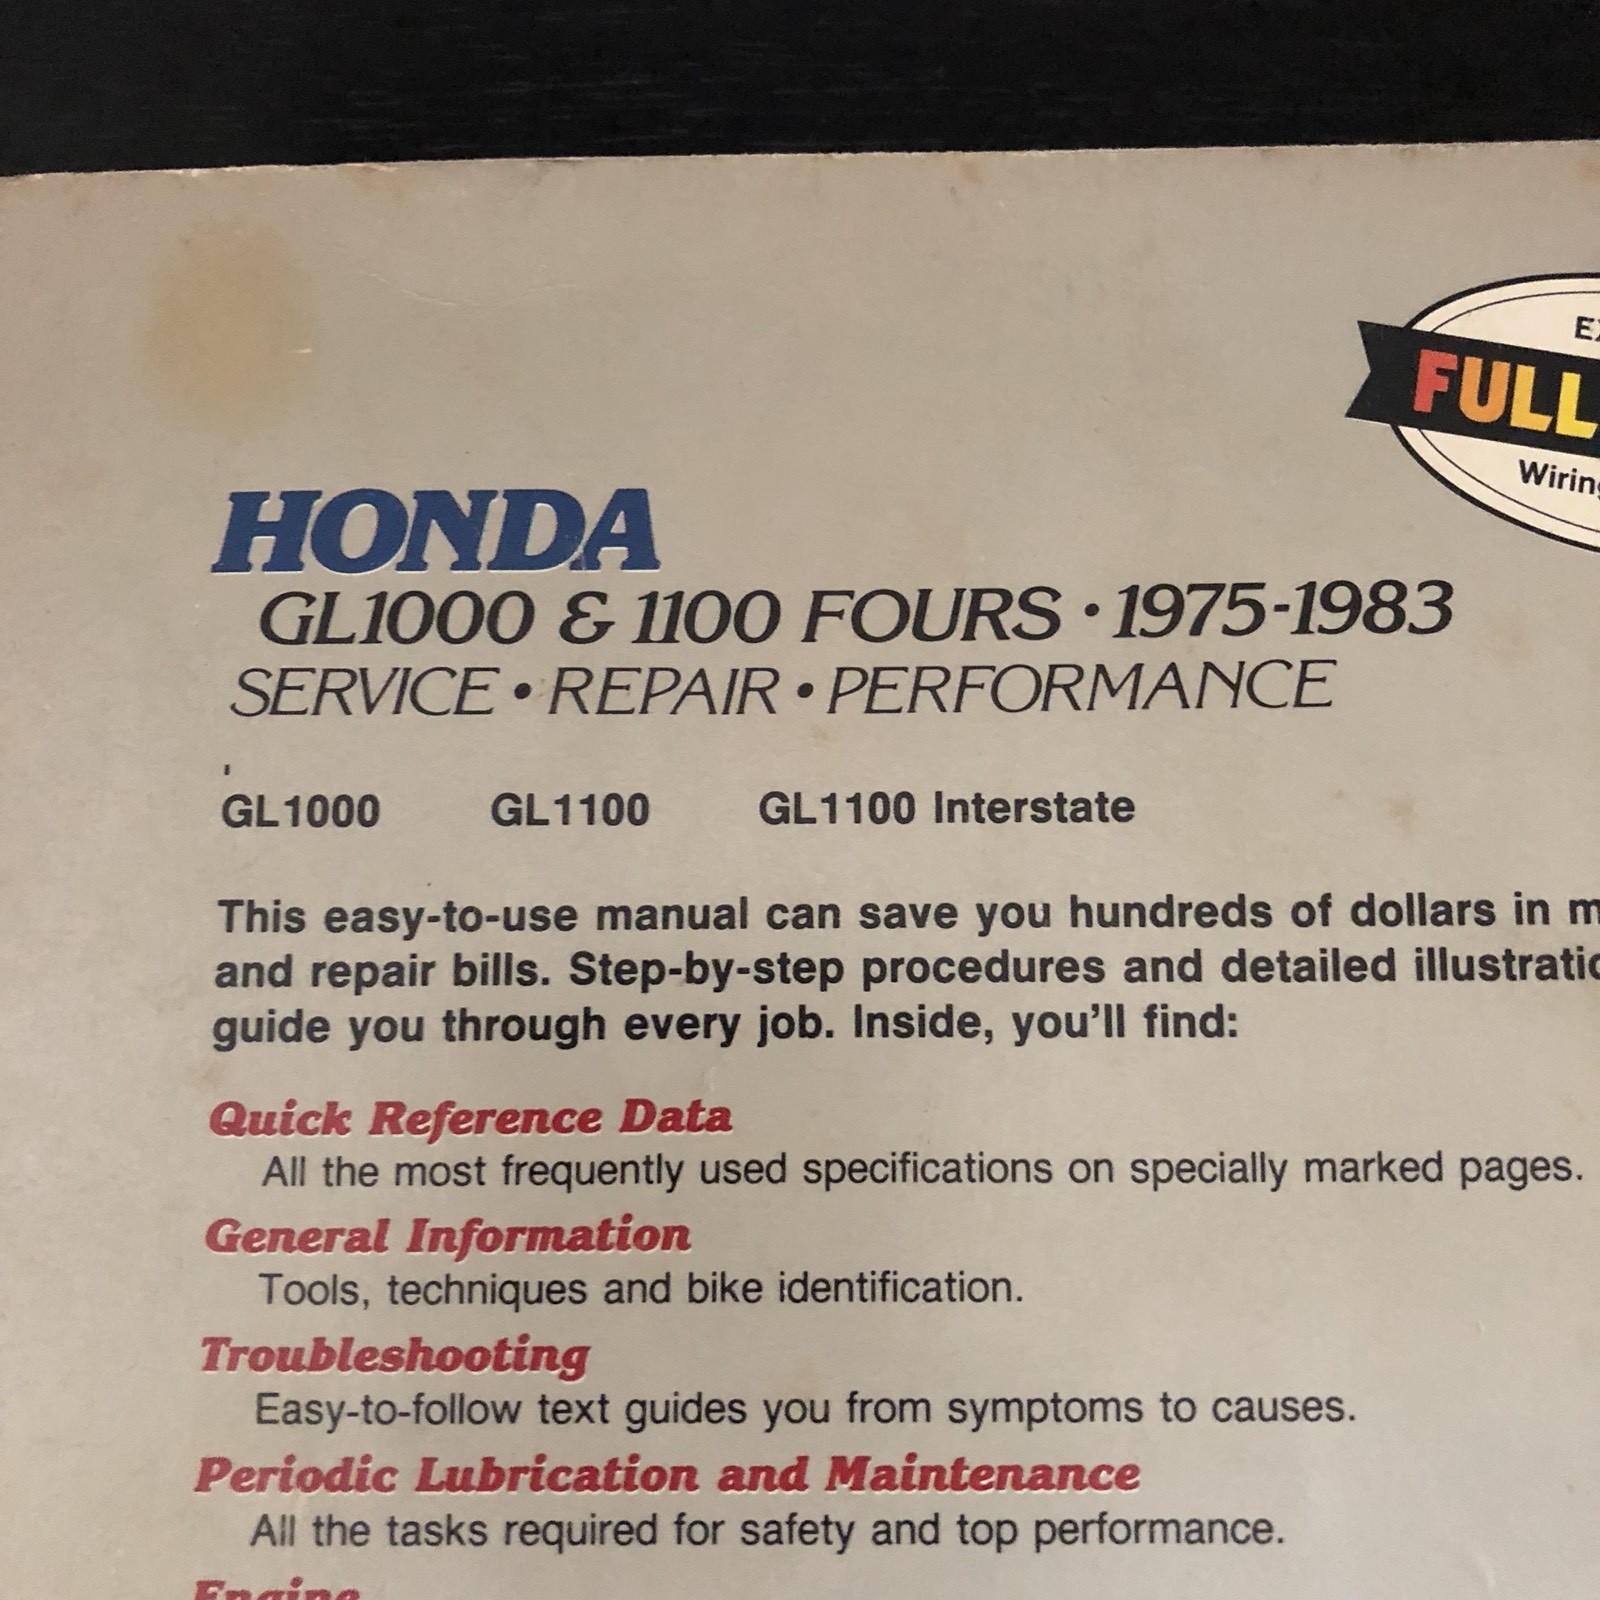 EX
FULL
Wiring
HONDA
GL1000 & 1100 FOURS • 1975-1983
SERVICE • REPAIR • PERFORMANCE
GL1000 GL1100 GL1100 Interstate
This easy-to-use manual can save you hundreds of dollars in
and repair bills. Step-by-step procedures and detailed
guide you through every job. Inside, you'll find:
Quick Reference Data
All the most frequently used specifications on specially marked pages.
General Information
Tools, techniques and bike identification.
Troubleshooting
Easy-to-follow text guides you from symptoms to causes.
Periodic Lubrication and Maintenance
All the tasks required for safety and top performance.
Engine